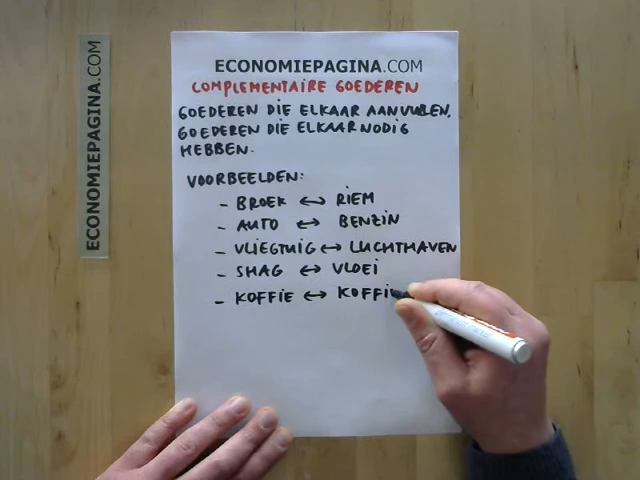 ECONOMIEPAGINA.COM
ECONOMIEPAGINA.COM
COMPLEMENTAIRE GOEDEREN
GOEDEREN DIE ELKAAR AANVULLEN.
GOEDEREN DIE ELKAAR NODIG
HEBBEN.
VOORBEELDEN:
- BROEK ↔ RIEM
- AUTO ↔ BENZIN
- VLIEGTUIG ↔ LUCHTHAVEN
- SHAG ↔ VLOEI
- KOFFIE ↔ KOFFI